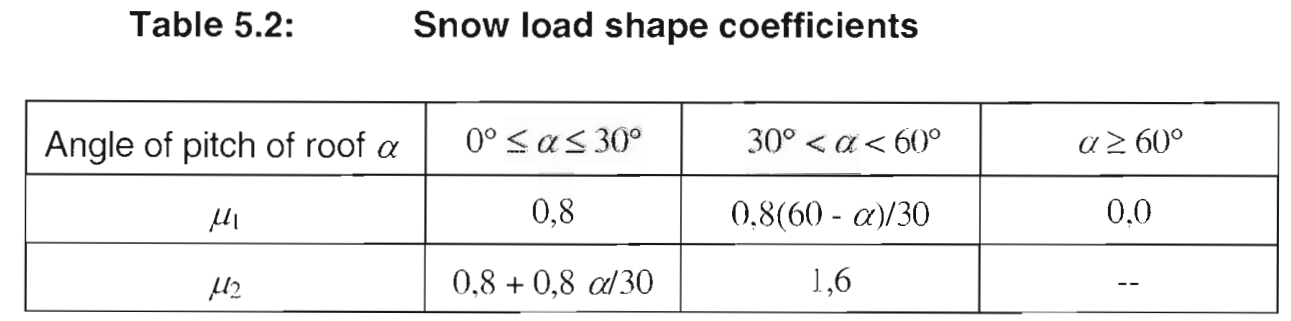 Table 5.2: Snow load shape coefficients
Angle of pitch of roof α 0° ≤ α ≤ 30° 30° < α < 60° α ≥ 60°
μ1 0,8 0,8(60 - α)/30 0,0
μ2 0,8 + 0,8 α/30 1,6 --